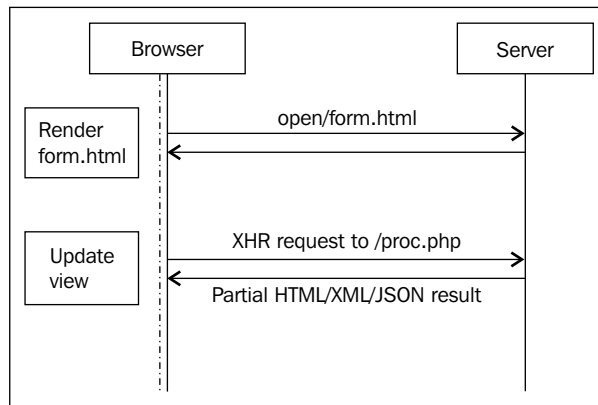 Browser
Server
open/form.html
Render
form.html
XHR request to /proc.php
Update
view
Partial HTML/XML/JSON result